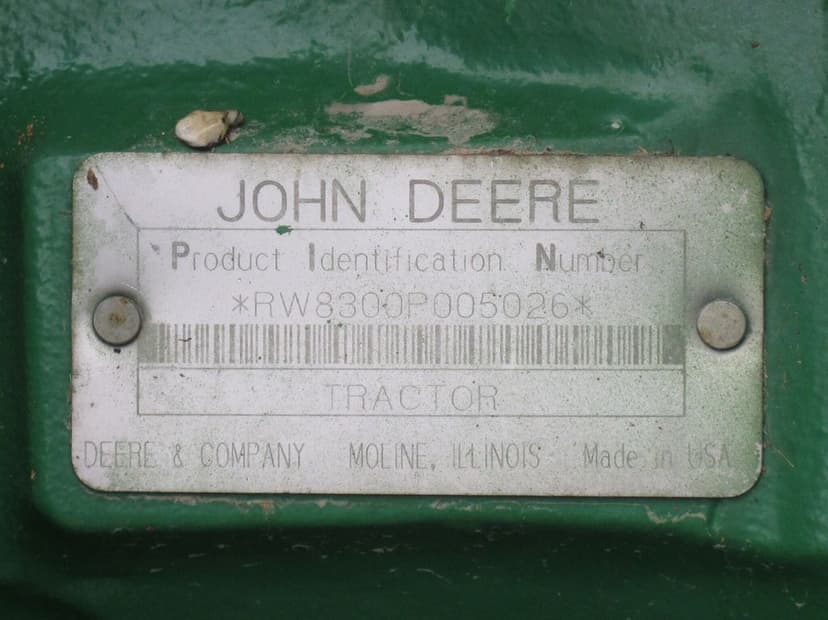 JOHN DEERE
Product Identification Number
*RW8300P005026*
TRACTOR
DEERE & COMPANY MOLINE, ILLINOIS Made in USA